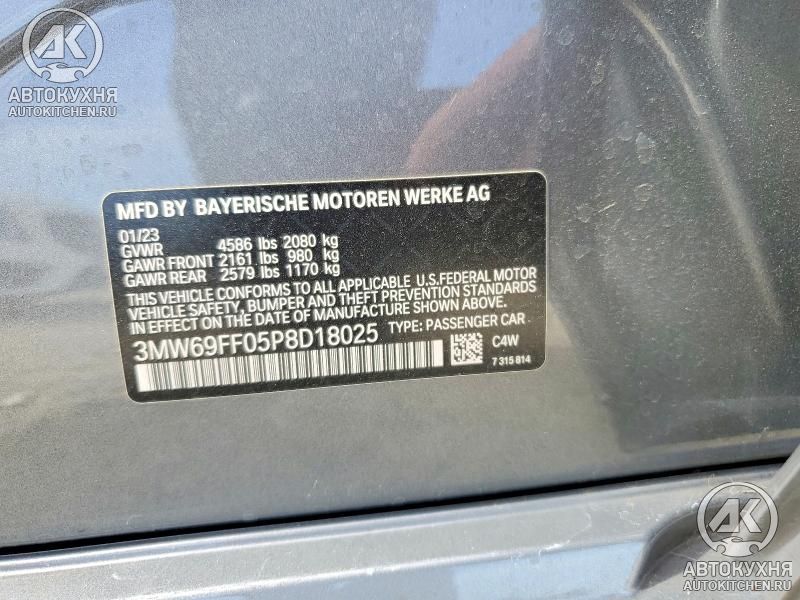 AK
АВТОКУХНЯ
AUTOKITCHEN.RU
MFD BY BAYERISCHE MOTOREN WERKE AG
01/23
GVWR 4586 lbs 2080 kg
GAWR FRONT 2161 lbs 980 kg
GAWR REAR 2579 lbs 1170 kg
THIS VEHICLE CONFORMS TO ALL APPLICABLE U.S.FEDERAL MOTOR
VEHICLE SAFETY, BUMPER AND THEFT PREVENTION STANDARDS
IN EFFECT ON THE DATE OF MANUFACTURE SHOWN ABOVE.
3MW69FF05P8D18025 TYPE: PASSENGER CAR
C4W
7 315 814
AK
АВТОКУХНЯ
AUTOKITCHEN.RU